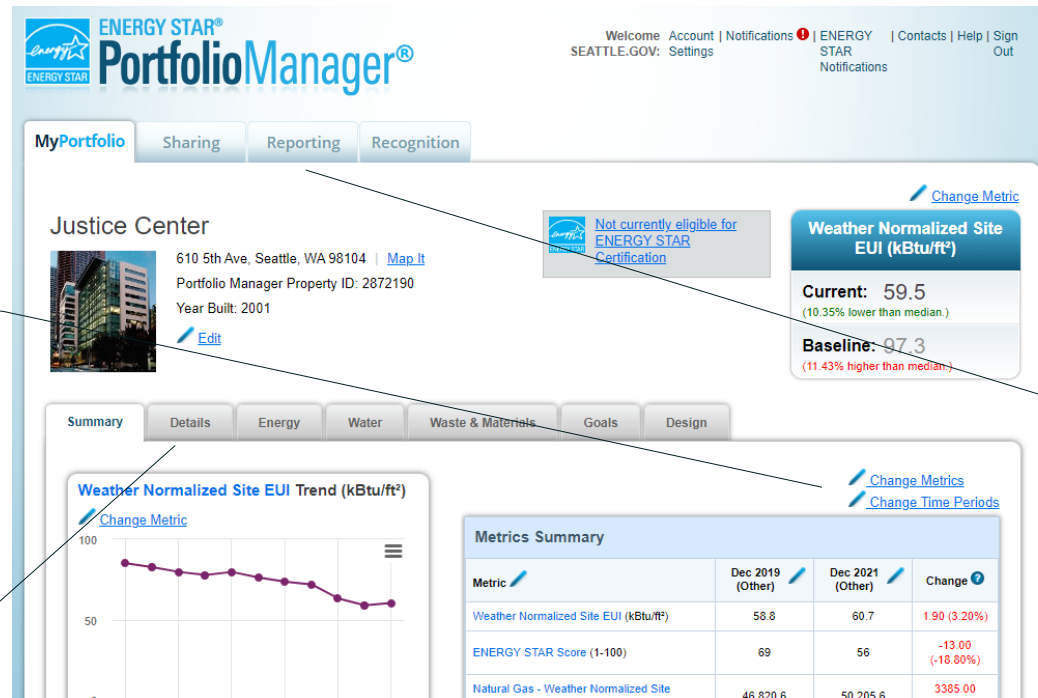 ENERGY STAR®
PortfolioManager®
energy
ENERGY STAR
Welcome SEATTLE.GOV: Account Settings | Notifications | ENERGY STAR Notifications | Contacts | Help | Sign Out
MyPortfolio Sharing Reporting Recognition
Change Metric
Justice Center
610 5th Ave, Seattle, WA 98104 | Map It
Portfolio Manager Property ID: 2872190
Year Built: 2001
Edit
energy
Not currently eligible for
ENERGY STAR
Certification
Weather Normalized Site
EUI (kBtu/ft²)
Current: 59.5
(10.35% lower than median.)
Baseline: 97.3
(11.43% higher than median.)
Summary Details Energy Water Waste & Materials Goals Design
Weather Normalized Site EUI Trend (kBtu/ft²)
Change Metric
100
50
Change Metrics
Change Time Periods
Metrics Summary
Metric Dec 2019 (Other) Dec 2021 (Other) Change ?
Weather Normalized Site EUI (kBtu/ft²) 58.8 60.7 1.90 (3.20%)
ENERGY STAR Score (1-100) 69 56 -13.00 (-18.80%)
Natural Gas - Weather Normalized Site 46,820.6 50,205.6 3385.00